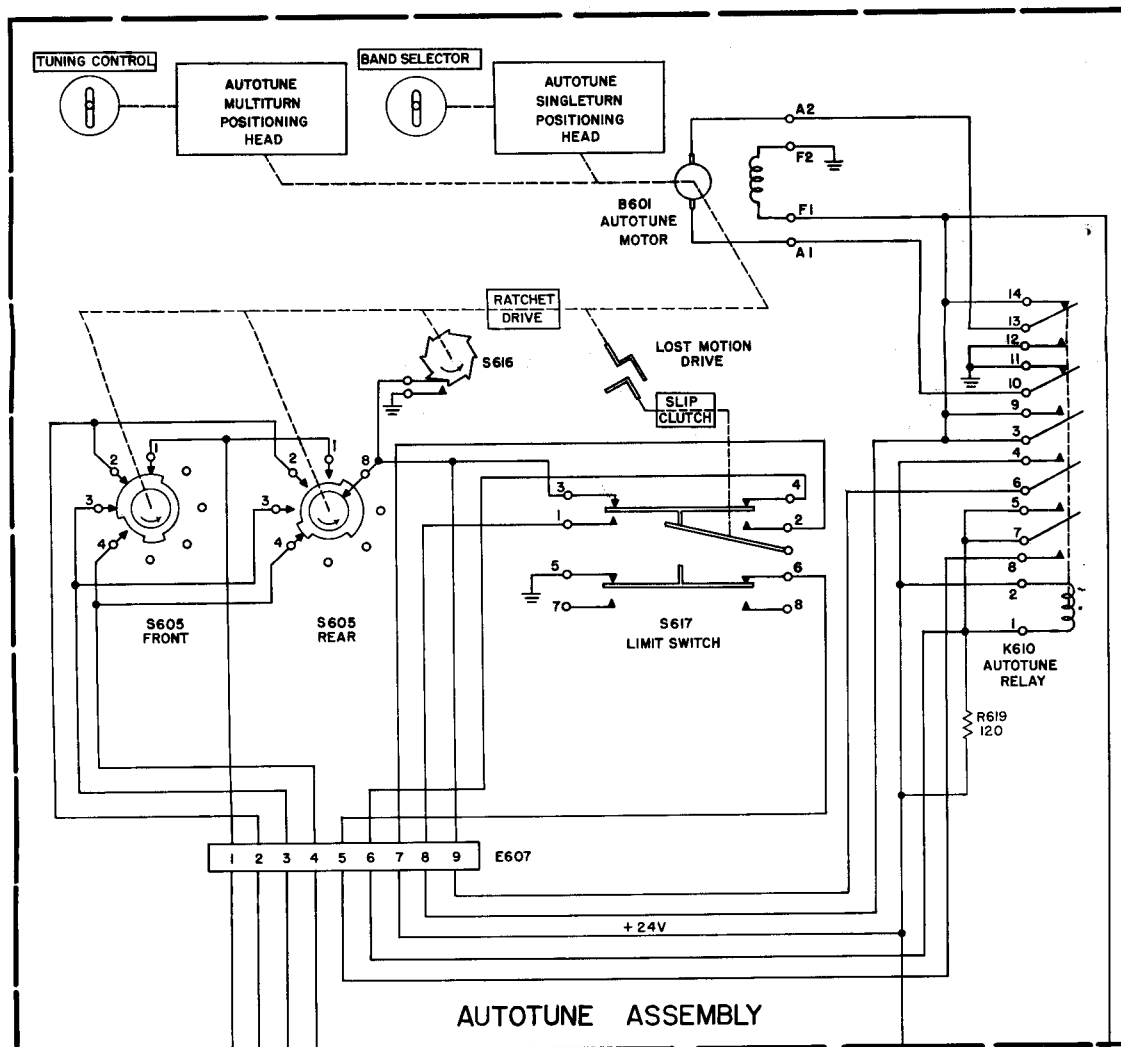 TUNING CONTROL
BAND SELECTOR
AUTOTUNE
MULTITURN
POSITIONING
HEAD
AUTOTUNE
SINGLETURN
POSITIONING
HEAD
A2
F2
F1
A1
B601
AUTOTUNE
MOTOR
RATCHET
DRIVE
S616
LOST MOTION
DRIVE
SLIP
CLUTCH
14
13
12
11
10
9
3
4
6
5
7
8
2
1
K610
AUTOTUNE
RELAY
R619
120
1
2
3
4
S605
FRONT
1
2
3
4
8
S605
REAR
3
1
4
2
5
7
6
8
S617
LIMIT SWITCH
1 2 3 4 5 6 7 8 9
E607
+24V
AUTOTUNE ASSEMBLY